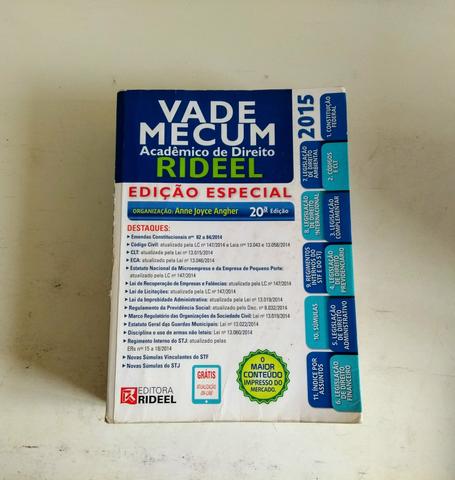 VADE
MECUM
Acadêmico de Direito
RIDEEL
EDIÇÃO ESPECIAL
ORGANIZAÇÃO: Anne Joyce Angher 20ª Edição
DESTAQUES:
• Emendas Constitucionais nos 82 a 84/2014
• Código Civil: atualizado pela LC nº 147/2014 e Leis nos 13.043 e 13.058/2014
• CLT: atualizada pela Lei nº 13.015/2014
• ECA: atualizado pela Lei nº 13.046/2014
• Estatuto Nacional da Microempresa e da Empresa de Pequeno Porte:
atualizado pela LC nº 147/2014
• Lei de Recuperação de Empresas e Falências: atualizada pela LC nº 147/2014
• Lei de Licitações: atualizada pela LC nº 147/2014
• Lei da Improbidade Administrativa: atualizada pela Lei nº 13.019/2014
• Regulamento da Previdência Social: atualizado pelo Dec. nº 8.032/2014
• Marco Regulatório das Organizações da Sociedade Civil: Lei nº 13.019/2014
• Estatuto Geral das Guardas Municipais: Lei nº 13.022/2014
• Disciplina o uso de armas não letais: Lei nº 13.060/2014
• Regimento Interno do STJ: atualizado pelas
ERs nos 15 a 18/2014
• Novas Súmulas Vinculantes do STF
• Novas Súmulas do STJ
GRÁTIS
ATUALIZAÇÃO
ON-LINE
O
MAIOR
CONTEÚDO
IMPRESSO DO
MERCADO.
EDITORA
RIDEEL
2015
1. CONSTITUIÇÃO
FEDERAL
2. CÓDIGOS
E CLT
3. LEGISLAÇÃO
COMPLEMENTAR
4. LEGISLAÇÃO
DE DIREITO
PREVIDENCIÁRIO
5. LEGISLAÇÃO
DE DIREITO
ADMINISTRATIVO
6. LEGISLAÇÃO
DE DIREITO
FINANCEIRO
7. LEGISLAÇÃO
DE DIREITO
AMBIENTAL
8. LEGISLAÇÃO
DE DIREITO
INTERNACIONAL
9. REGIMENTOS
INTERNOS DO
STF E DO STJ
10. SÚMULAS
11. ÍNDICE POR
ASSUNTOS